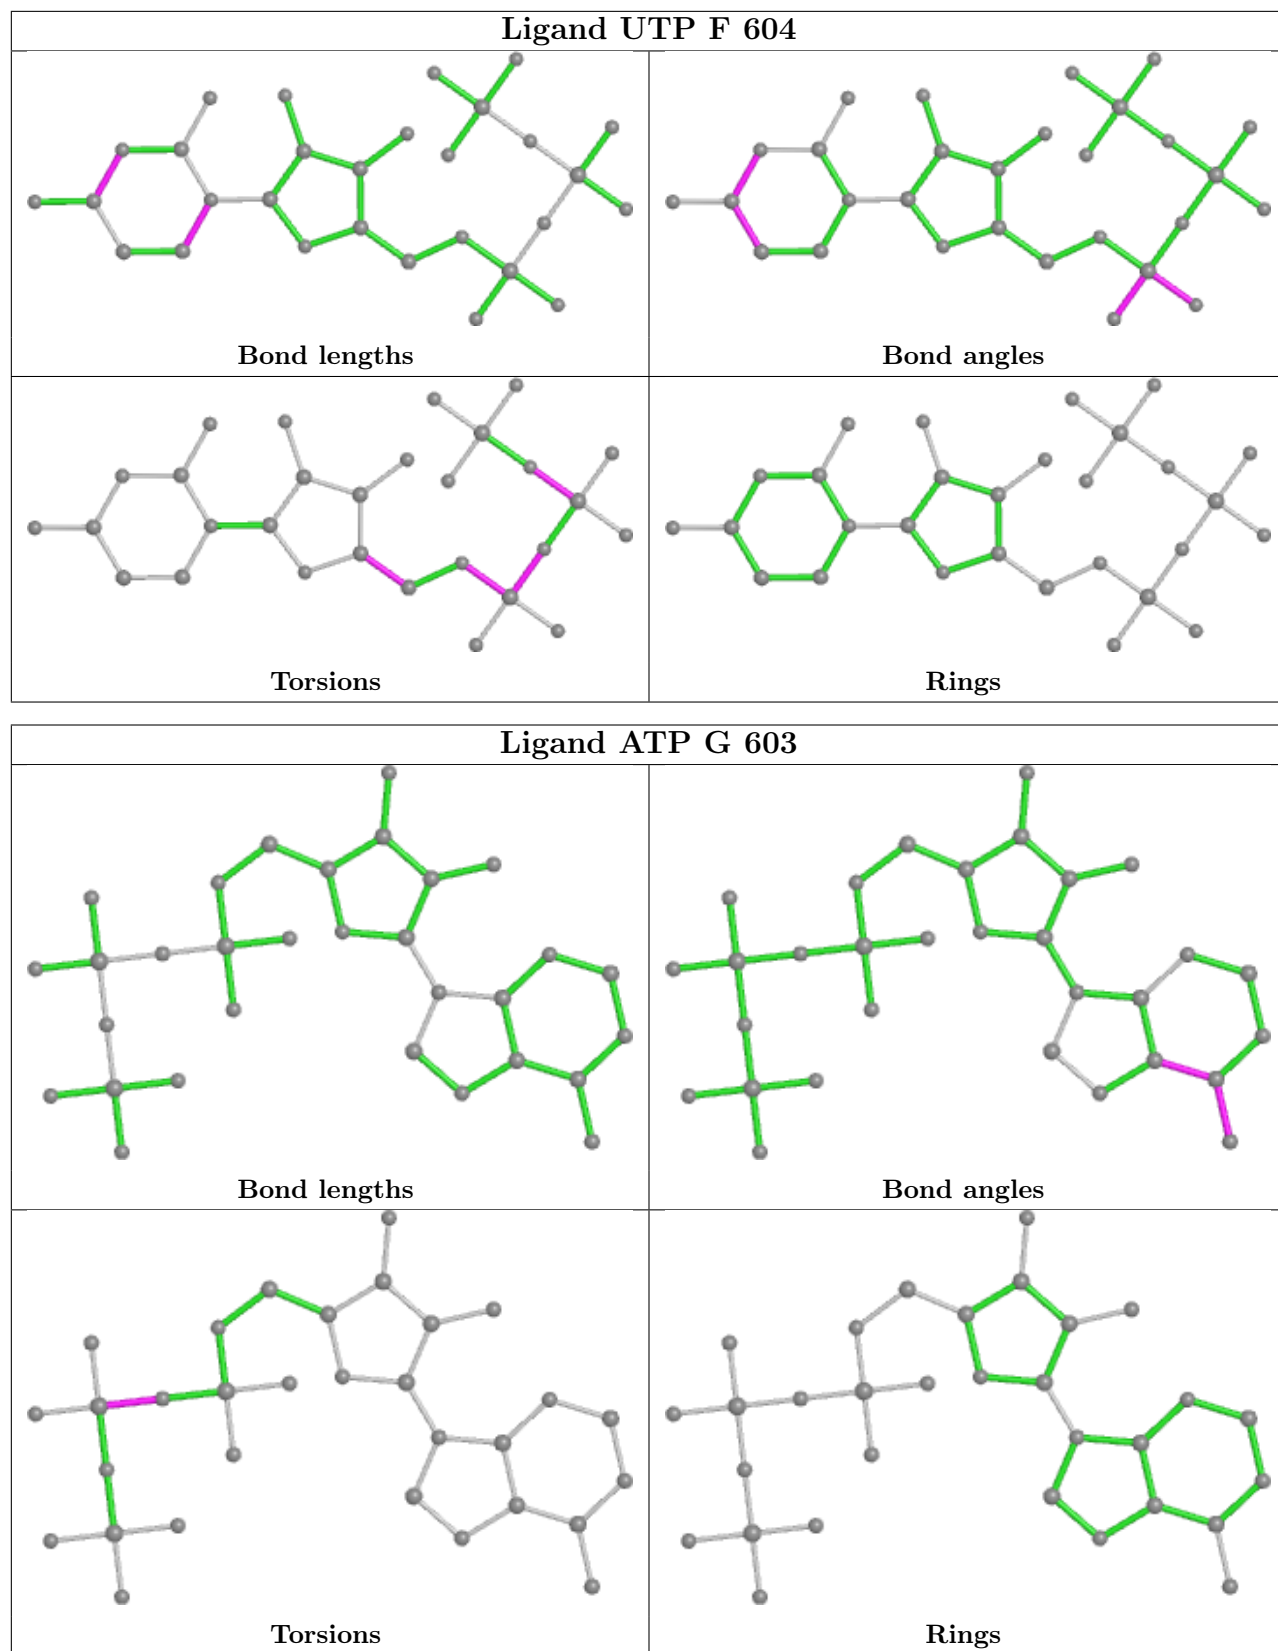 Ligand UTP F 604
Bond lengths
Bond angles
Torsions
Rings
Ligand ATP G 603
Bond lengths
Bond angles
Torsions
Rings